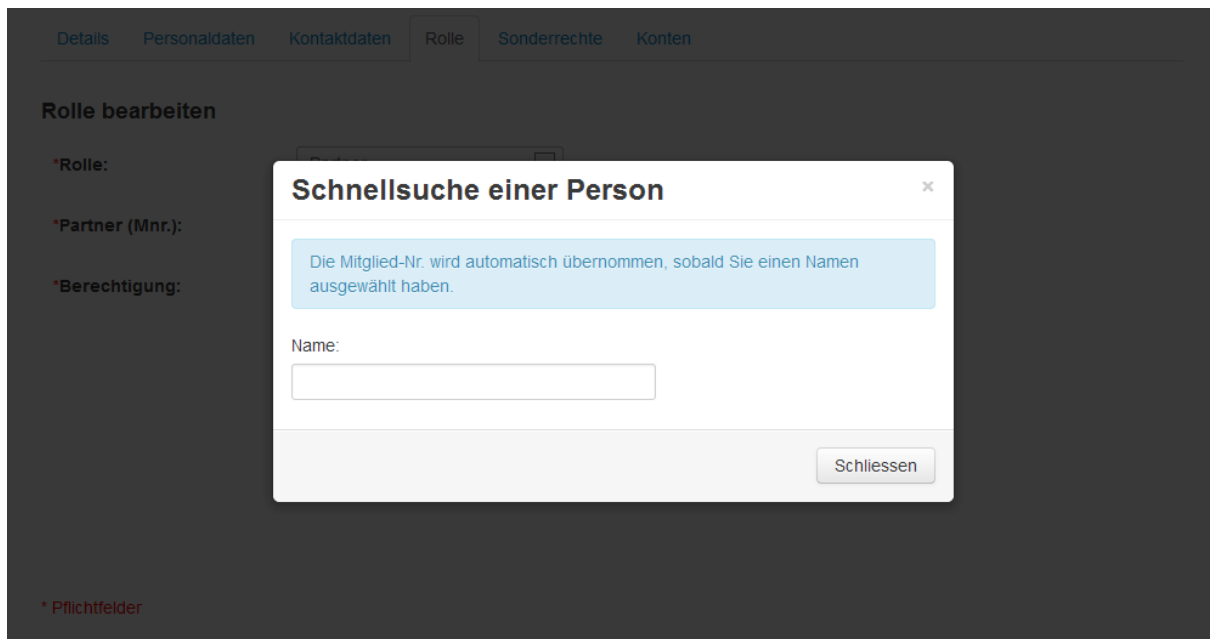 Details Personaldaten Kontaktdaten Rolle Sonderrechte Konten
Rolle bearbeiten
*Rolle:
Partner
*Partner (Mnr.):
*Berechtigung:
Schnellsuche einer Person ×
Die Mitglied-Nr. wird automatisch übernommen, sobald Sie einen Namen
ausgewählt haben.
Name:
Schliessen
* Pflichtfelder